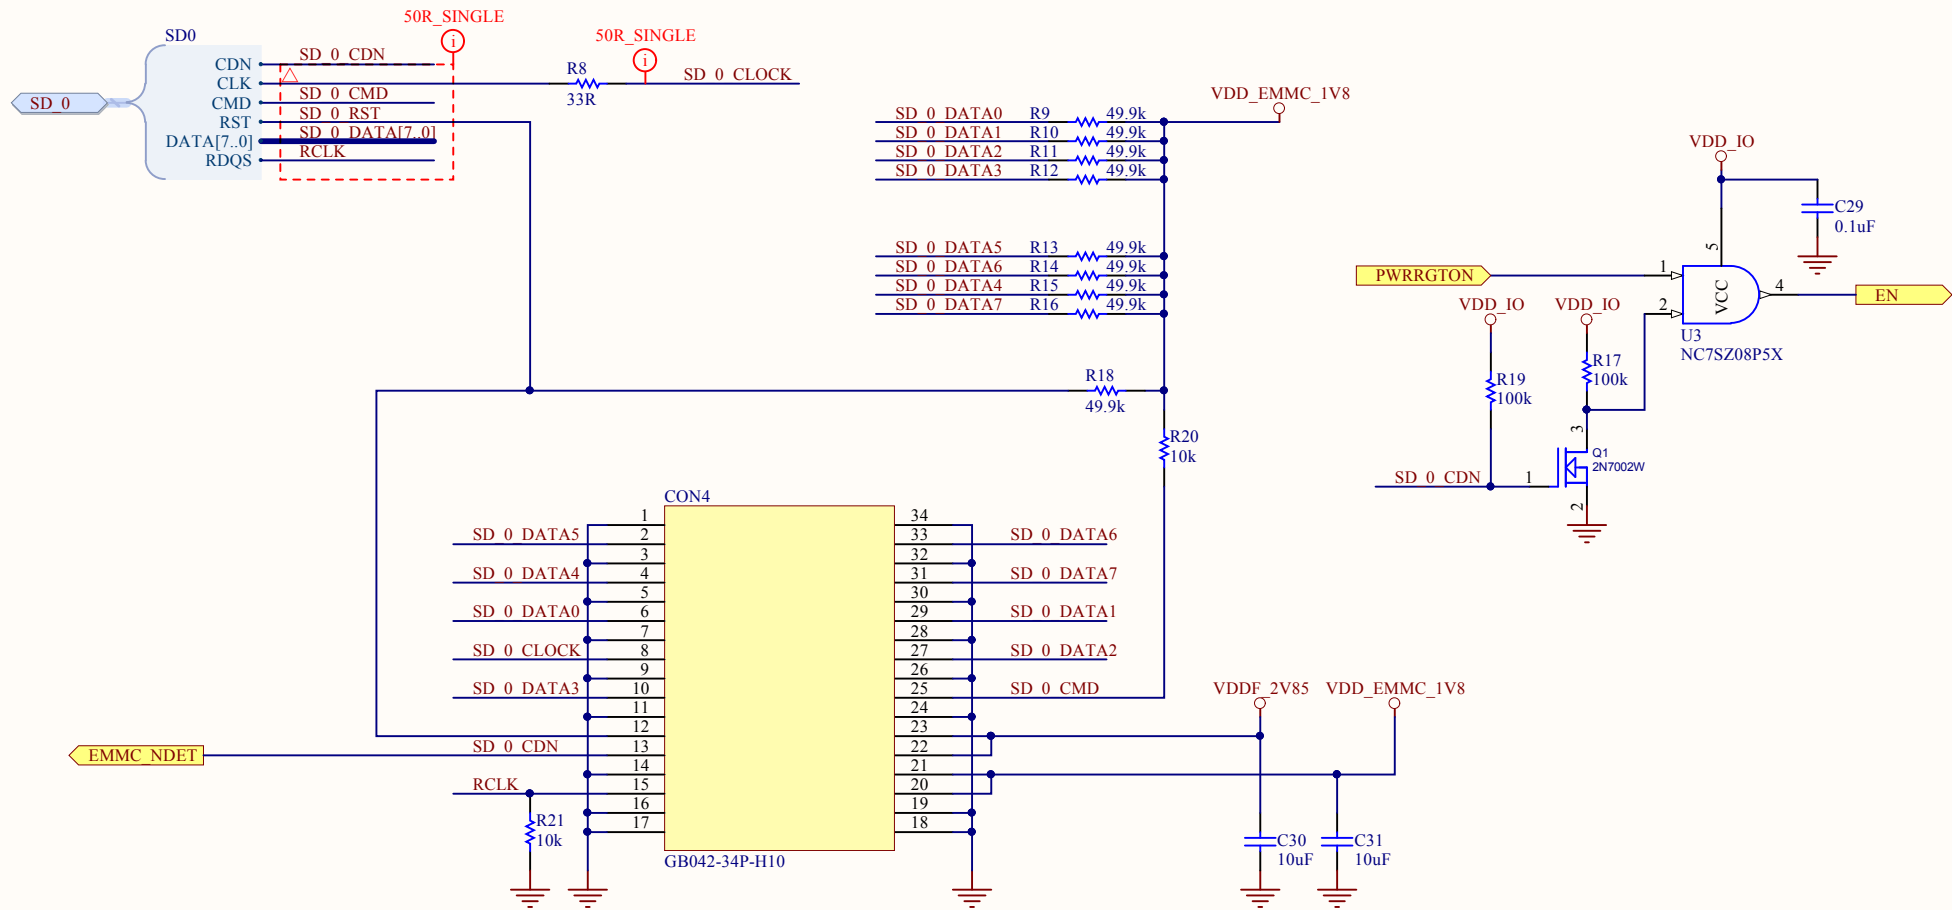 50R_SINGLE
SD0
CDN
CLK
CMD
RST
DATA[7..0]
RDQS
SD_0
SD_0_CDN
SD_0_CMD
SD_0_RST
SD_0_DATA[7..0]
RCLK
R8
33R
50R_SINGLE
SD_0_CLOCK
SD_0_DATA0 R9 49.9k
SD_0_DATA1 R10 49.9k
SD_0_DATA2 R11 49.9k
SD_0_DATA3 R12 49.9k
VDD_EMMC_1V8
SD_0_DATA5 R13 49.9k
SD_0_DATA6 R14 49.9k
SD_0_DATA4 R15 49.9k
SD_0_DATA7 R16 49.9k
R18
49.9k
R20
10k
VDD_IO
C29
0.1uF
5
PWRRGTON
1
2
VCC
4
EN
U3
NC7SZ08P5X
VDD_IO
VDD_IO
R19
100k
R17
100k
3
Q1
2N7002W
SD_0_CDN
1
2
CON4
1 34
SD_0_DATA5 2 33 SD_0_DATA6
3 32
SD_0_DATA4 4 31 SD_0_DATA7
5 30
SD_0_DATA0 6 29 SD_0_DATA1
7 28
SD_0_CLOCK 8 27 SD_0_DATA2
9 26
SD_0_DATA3 10 25 SD_0_CMD
11 24
12 23
EMMC_NDET SD_0_CDN 13 22
14 21
RCLK 15 20
16 19
17 18
GB042-34P-H10
R21
10k
VDDF_2V85
VDD_EMMC_1V8
C30
10uF
C31
10uF